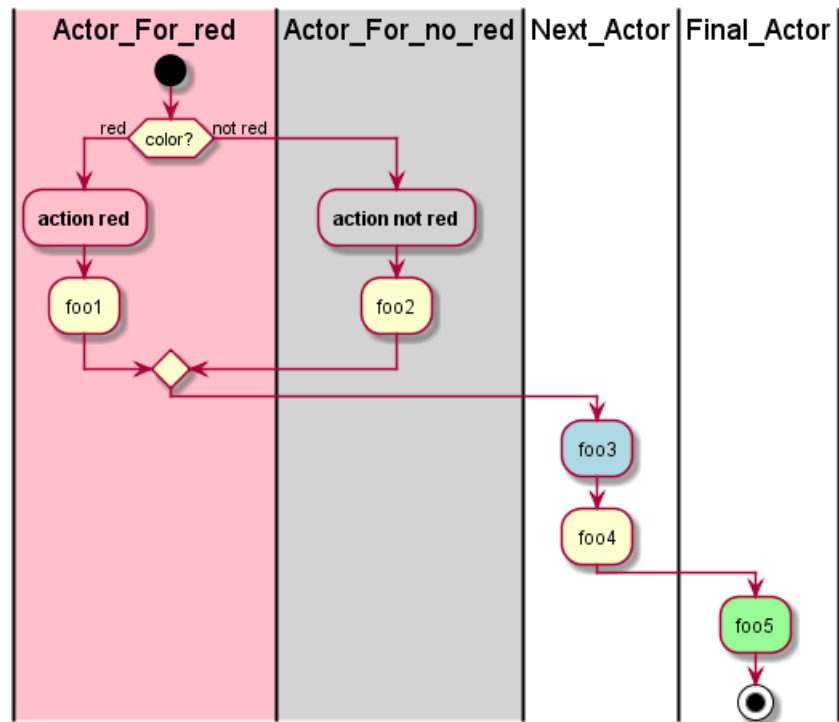 Actor_For_red
Actor_For_no_red
Next_Actor
Final_Actor
red
color?
not red
action red
action not red
foo1
foo2
foo3
foo4
foo5